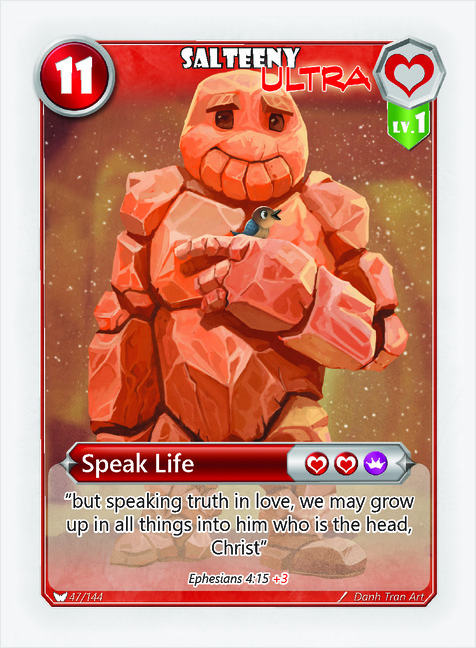 SALTEENY
ULTRA
11
LV.1
Speak Life
"but speaking truth in love, we may grow
up in all things into him who is the head,
Christ"
Ephesians 4:15 +3
47/144
Danh Tran Art